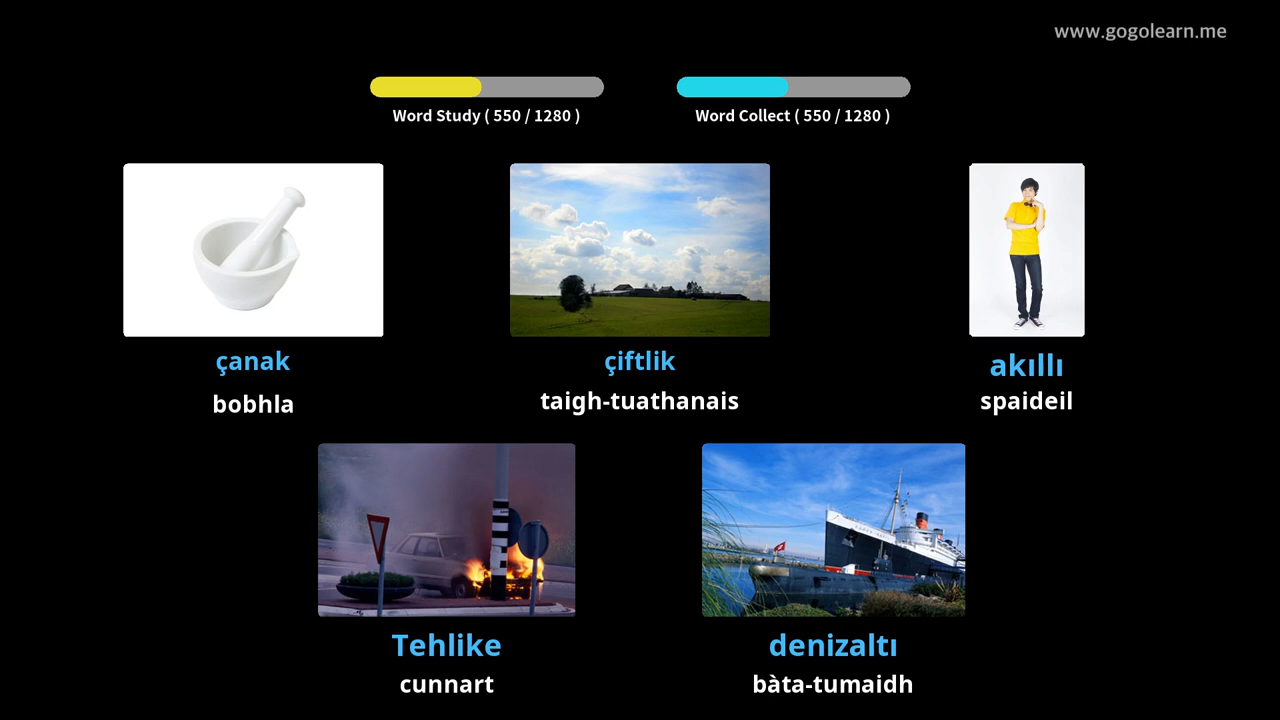 www.gogolearn.me
Word Study ( 550 / 1280 )
Word Collect ( 550 / 1280 )
çanak
bobhla
çiftlik
taigh-tuathanais
akıllı
spaideil
Tehlike
cunnart
denizaltı
bàta-tumaidh